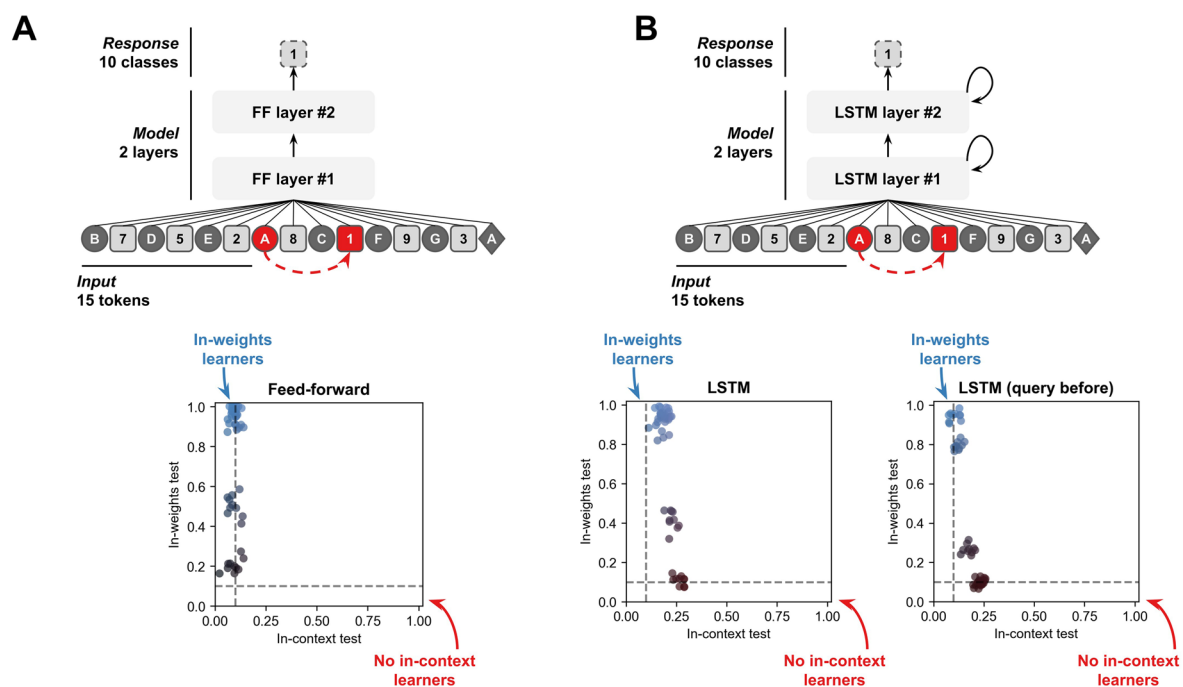 A
Response
10 classes
1
FF layer #2
Model
2 layers
FF layer #1
B 7 D 5 E 2 A 8 C 1 F 9 G 3 A
Input
15 tokens
In-weights
learners
Feed-forward
In-weights test
1.0
0.8
0.6
0.4
0.2
0.0
0.00 0.25 0.50 0.75 1.00
In-context test
No in-context
learners
B
Response
10 classes
1
LSTM layer #2
Model
2 layers
LSTM layer #1
B 7 D 5 E 2 A 8 C 1 F 9 G 3 A
Input
15 tokens
In-weights
learners
LSTM
In-weights test
1.0
0.8
0.6
0.4
0.2
0.0
0.00 0.25 0.50 0.75 1.00
In-context test
No in-context
learners
In-weights
learners
LSTM (query before)
In-weights test
1.0
0.8
0.6
0.4
0.2
0.0
0.00 0.25 0.50 0.75 1.00
In-context test
No in-context
learners